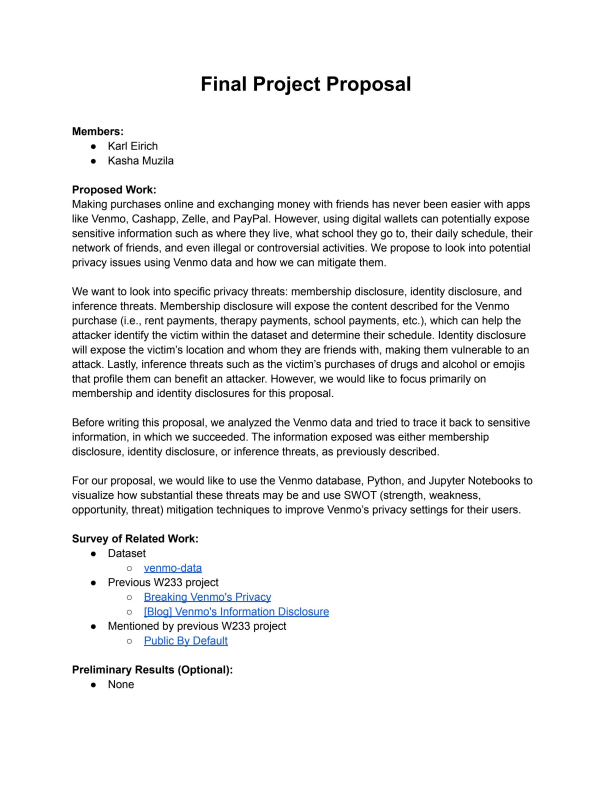 Final Project Proposal
Members:
● Karl Eirich
● Kasha Muzila
Proposed Work:
Making purchases online and exchanging money with friends has never been easier with apps
like Venmo, Cashapp, Zelle, and PayPal. However, using digital wallets can potentially expose
sensitive information such as where they live, what school they go to, their daily schedule, their
network of friends, and even illegal or controversial activities. We propose to look into potential
privacy issues using Venmo data and how we can mitigate them.
We want to look into specific privacy threats: membership disclosure, identity disclosure, and
inference threats. Membership disclosure will expose the content described for the Venmo
purchase (i.e., rent payments, therapy payments, school payments, etc.), which can help the
attacker identify the victim within the dataset and determine their schedule. Identity disclosure
will expose the victim's location and whom they are friends with, making them vulnerable to an
attack. Lastly, inference threats such as the victim's purchases of drugs and alcohol or emojis
that profile them can benefit an attacker. However, we would like to focus primarily on
membership and identity disclosures for this proposal.
Before writing this proposal, we analyzed the Venmo data and tried to trace it back to sensitive
information, in which we succeeded. The information exposed was either membership
disclosure, identity disclosure, or inference threats, as previously described.
For our proposal, we would like to use the Venmo database, Python, and Jupyter Notebooks to
visualize how substantial these threats may be and use SWOT (strength, weakness,
opportunity, threat) mitigation techniques to improve Venmo's privacy settings for their users.
Survey of Related Work:
● Dataset
○ venmo-data
● Previous W233 project
○ Breaking Venmo's Privacy
○ [Blog] Venmo's Information Disclosure
● Mentioned by previous W233 project
○ Public By Default
Preliminary Results (Optional):
● None